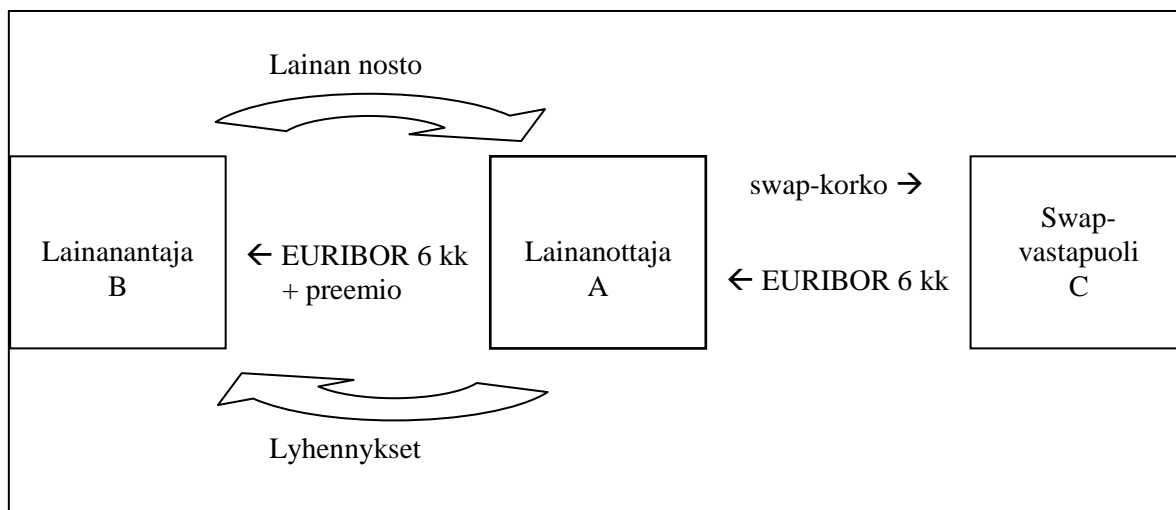 Lainan nosto
Lainanantaja
B
← EURIBOR 6 kk
+ preemio
Lainanottaja
A
swap-korko →
← EURIBOR 6 kk
Swap-
vastapuoli
C
Lyhennykset